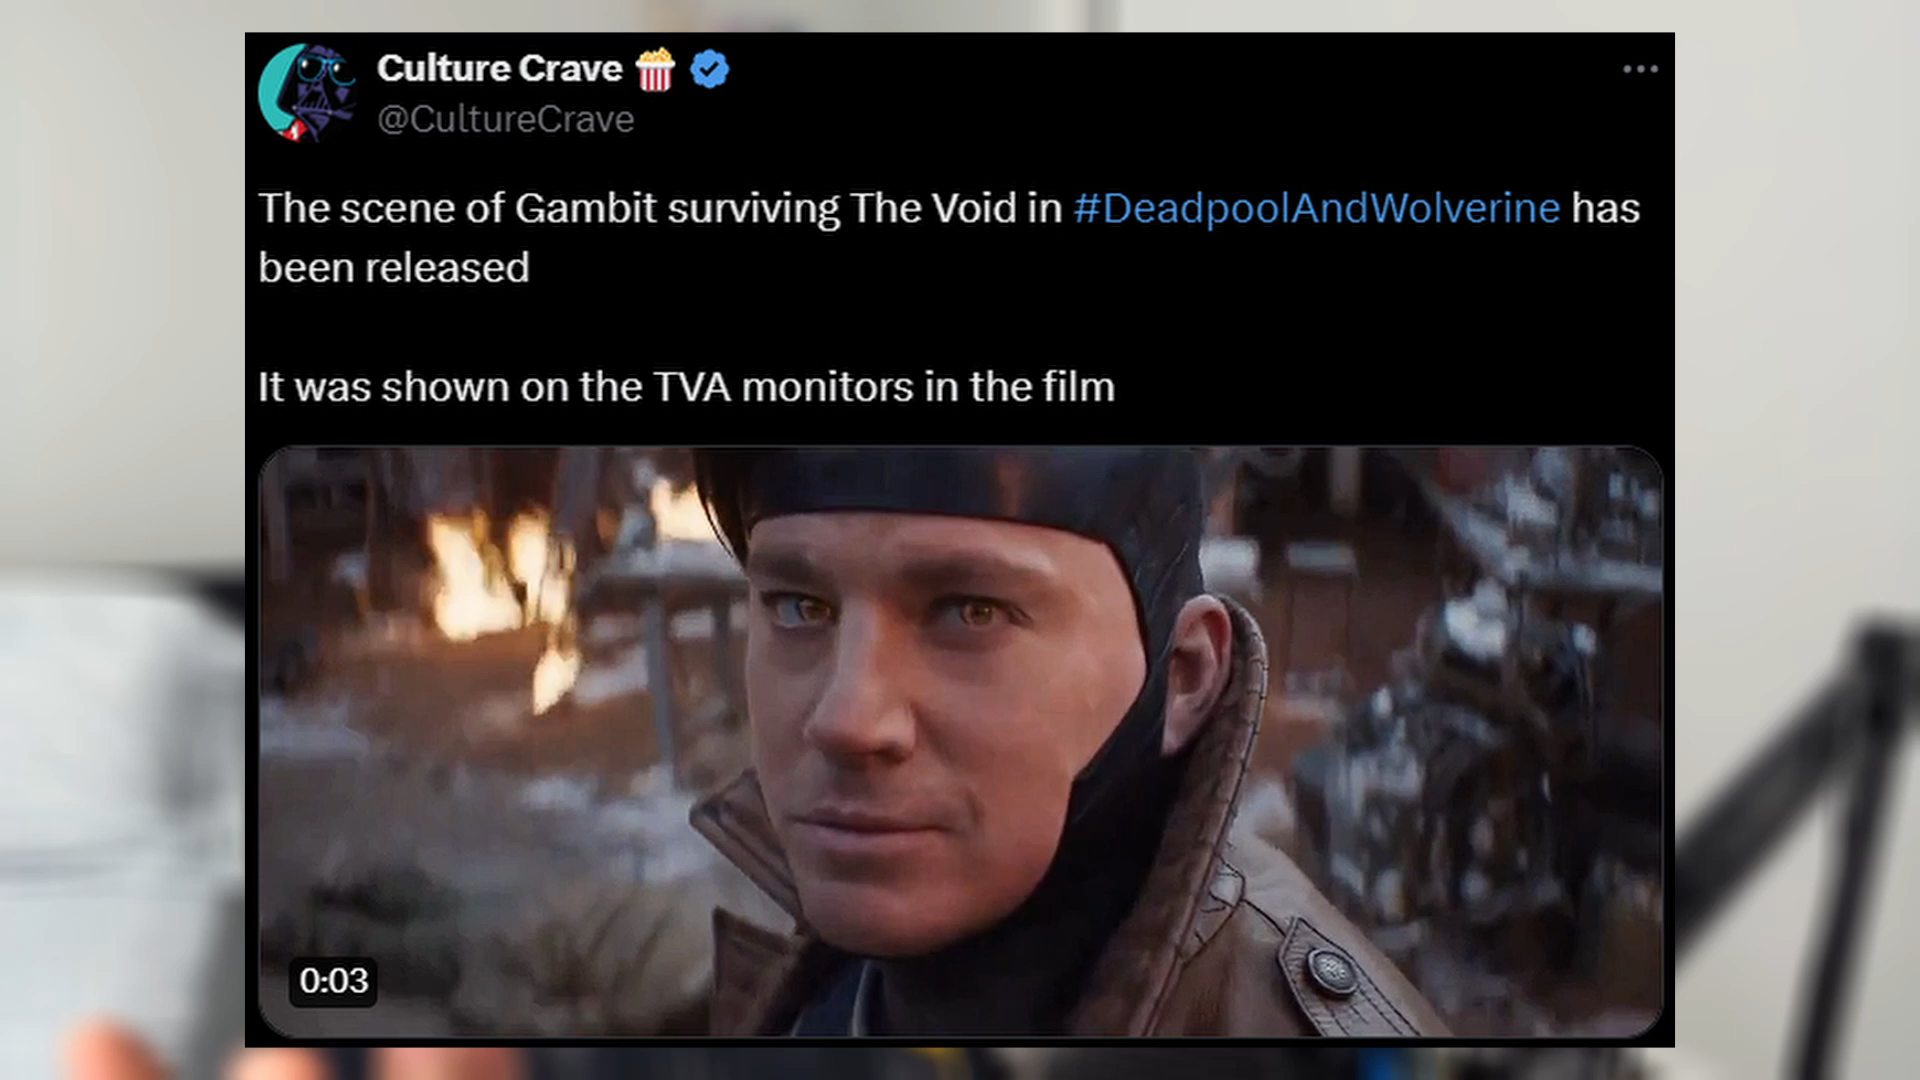 Culture Crave 🍿
@CultureCrave
The scene of Gambit surviving The Void in #DeadpoolAndWolverine has
been released
It was shown on the TVA monitors in the film
0:03